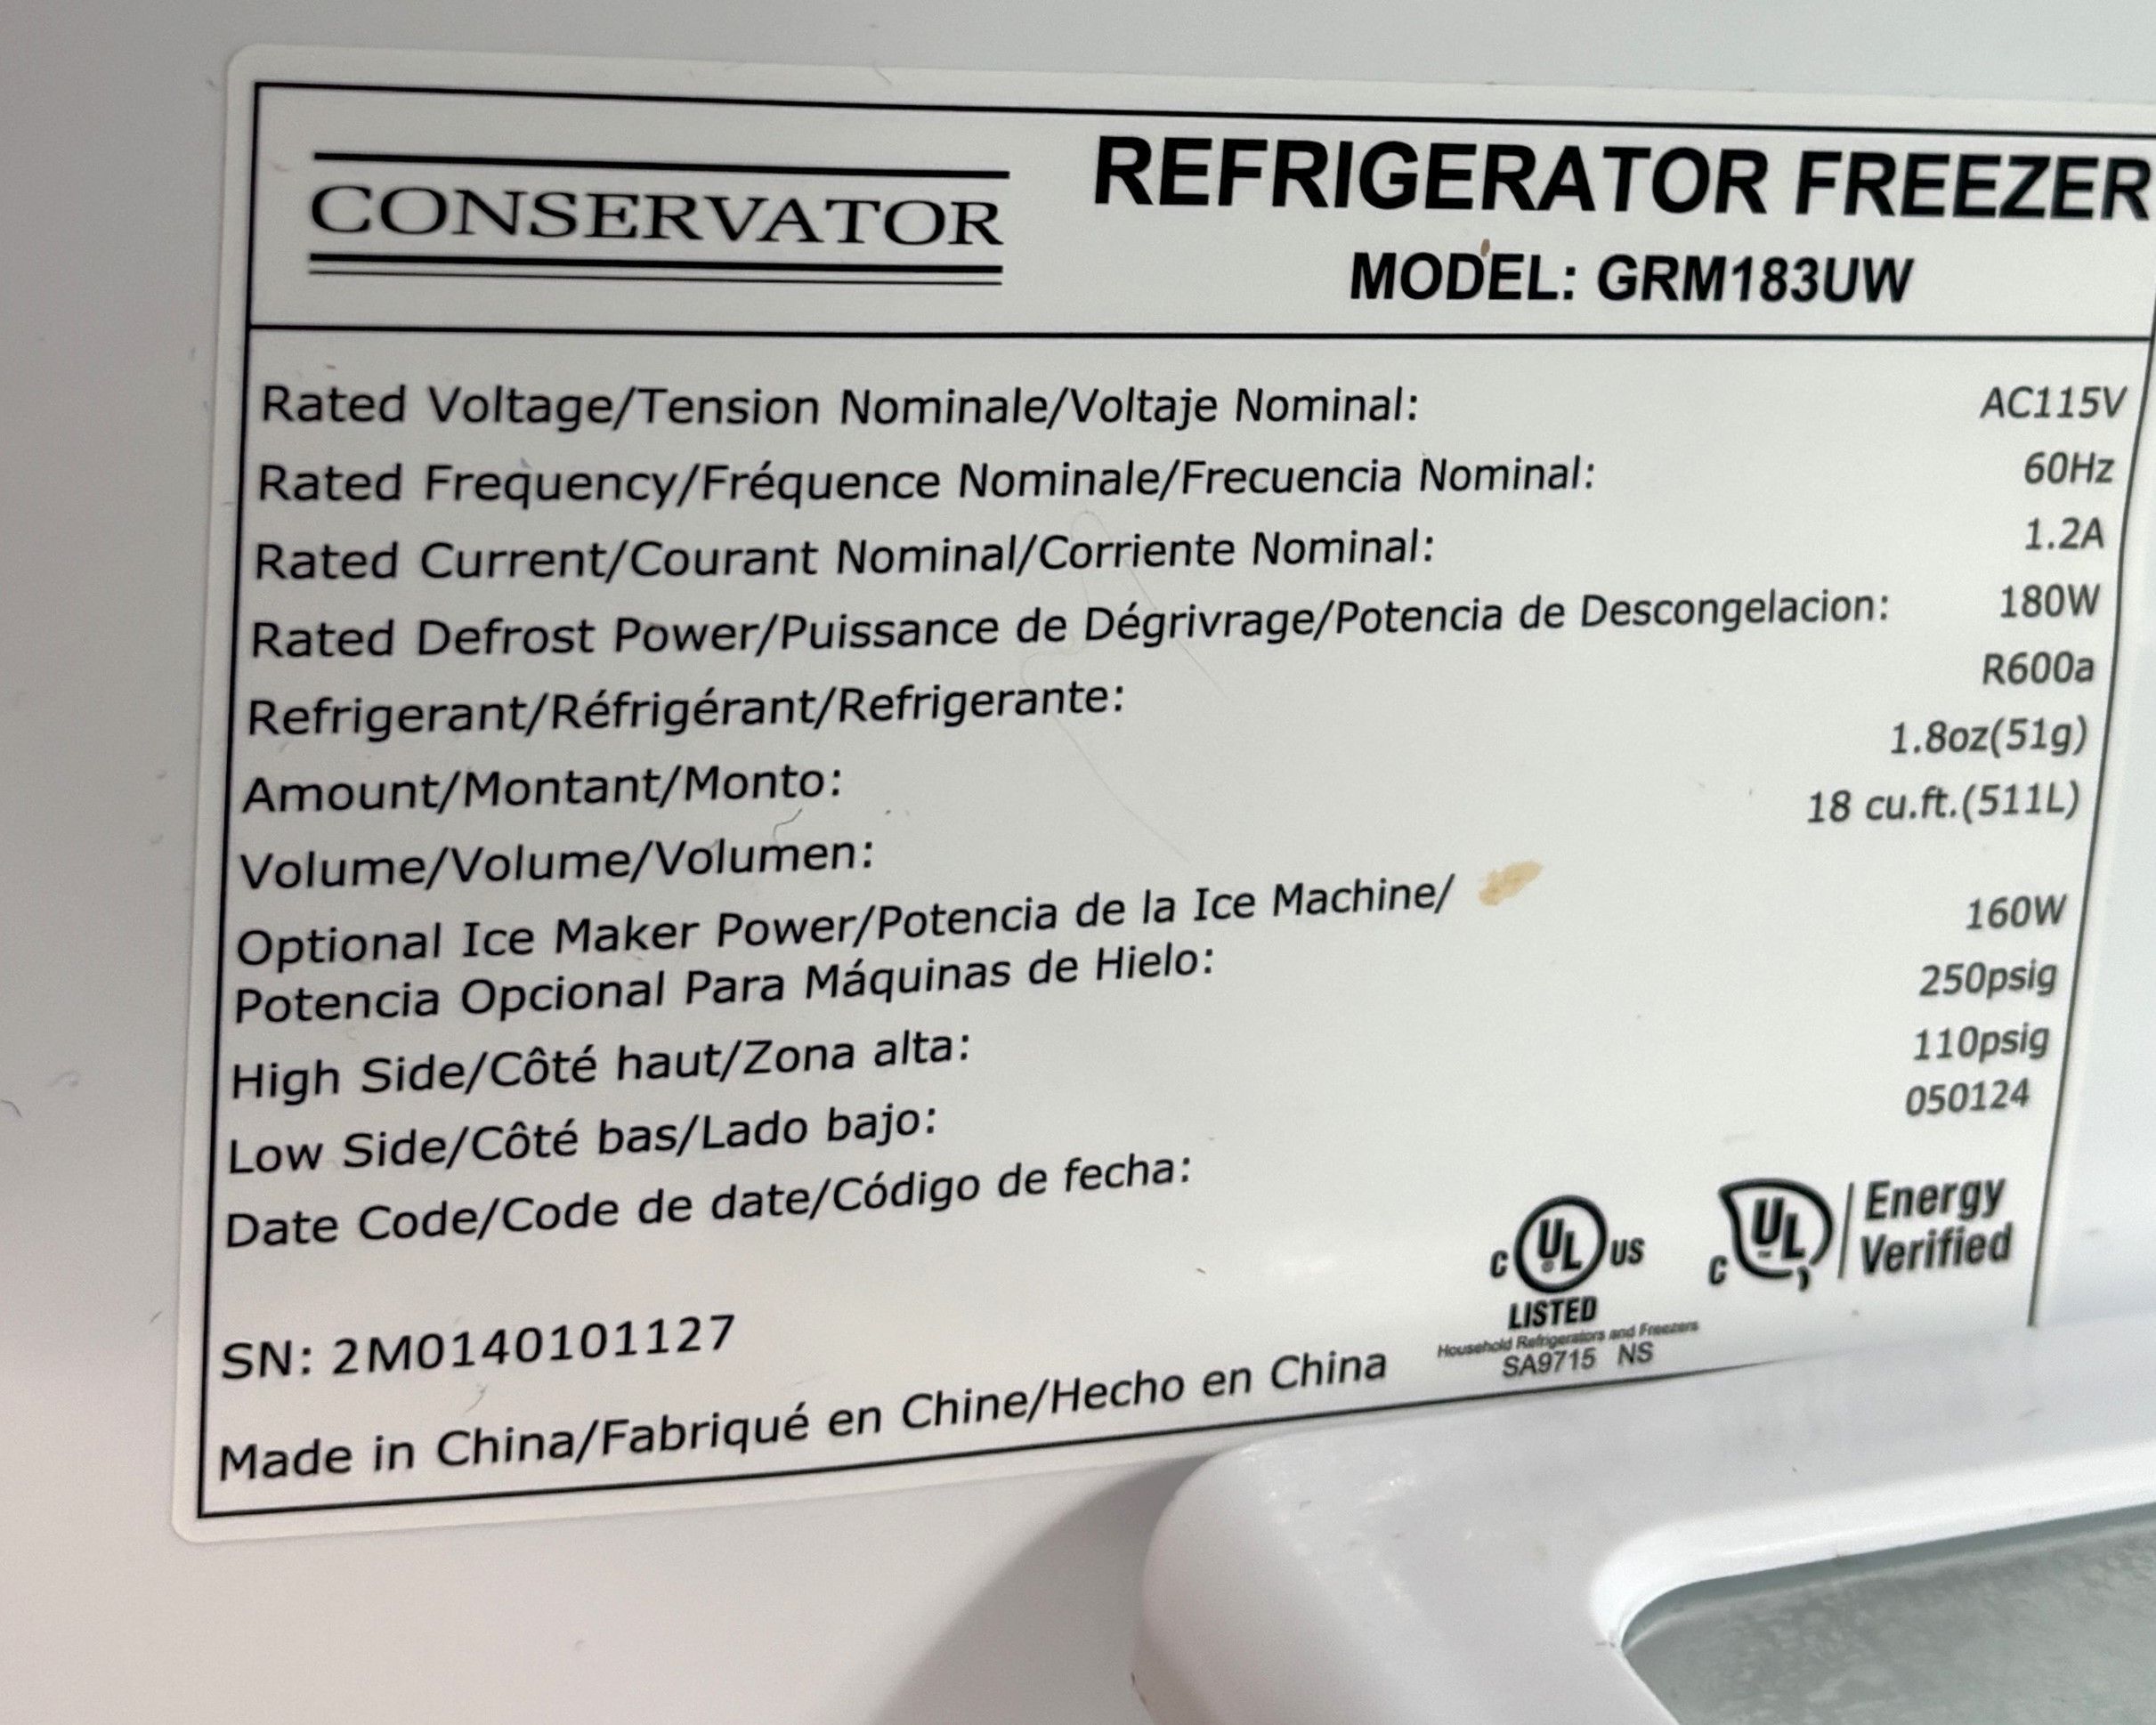 CONSERVATOR
REFRIGERATOR FREEZER
MODEL: GRM183UW
Rated Voltage/Tension Nominale/Voltaje Nominal: AC115V
Rated Frequency/Fréquence Nominale/Frecuencia Nominal: 60Hz
Rated Current/Courant Nominal/Corriente Nominal: 1.2A
Rated Defrost Power/Puissance de Dégrivrage/Potencia de Descongelacion: 180W
Refrigerant/Réfrigérant/Refrigerante: R600a
Amount/Montant/Monto: 1.8oz(51g)
Volume/Volume/Volumen: 18 cu.ft.(511L)
Optional Ice Maker Power/Potencia de la Ice Machine/
Potencia Opcional Para Máquinas de Hielo: 160W
High Side/Côté haut/Zona alta: 250psig
Low Side/Côté bas/Lado bajo: 110psig
Date Code/Code de date/Código de fecha: 050124
C UL® US
LISTED
Household Refrigerators and Freezers
SA9715 NS
C UL™ Energy
Verified
SN: 2M0140101127
Made in China/Fabriqué en Chine/Hecho en China